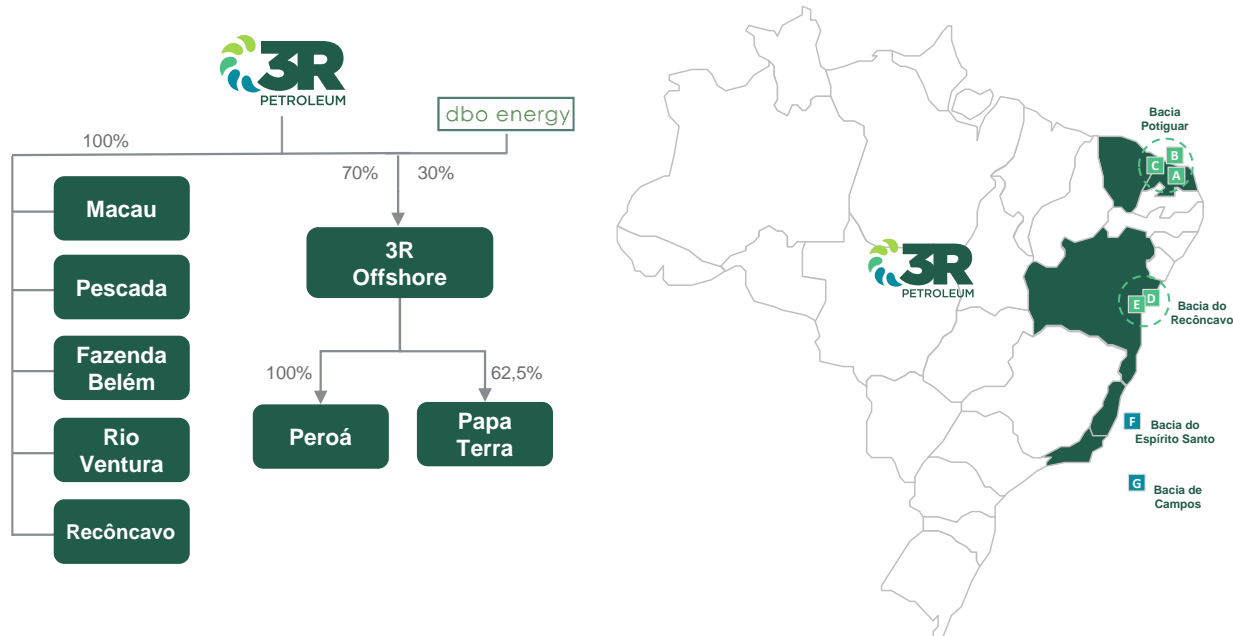 3R
PETROLEUM
dbo energy
100%
70%
30%
Macau
Pescada
Fazenda
Belém
Rio
Ventura
Recôncavo
3R
Offshore
100%
62,5%
Peroá
Papa
Terra
3R
PETROLEUM
Bacia
Potiguar
B
C
A
E
D
Bacia do
Recôncavo
F
Bacia do
Espírito Santo
G
Bacia de
Campos